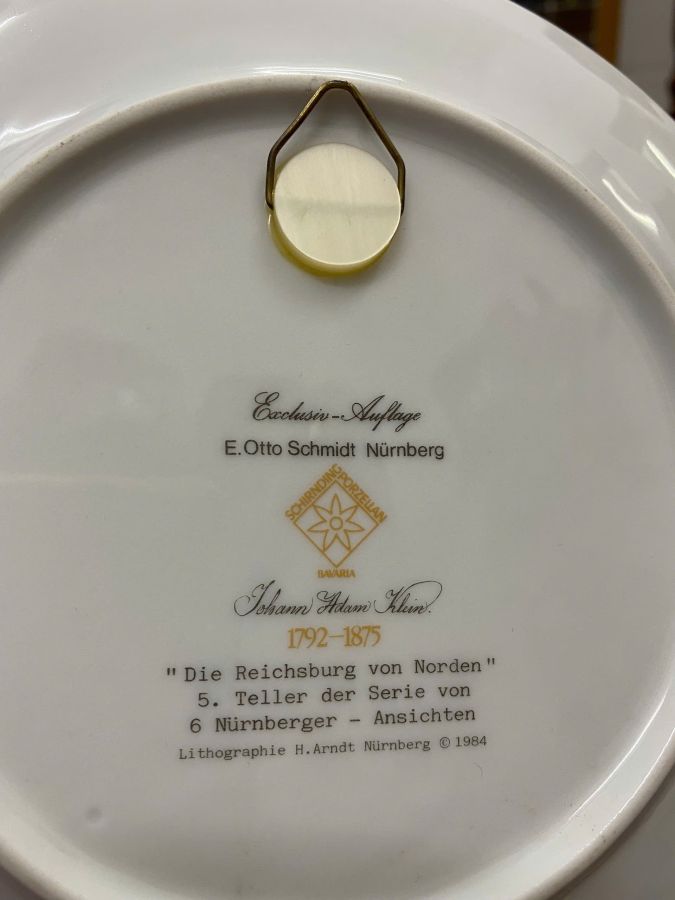 Exclusiv-Auflage
E. Otto Schmidt Nürnberg
SCHIRNDING PORZELLAN
BAVARIA
Johann Adam Klein.
1792-1875
"Die Reichsburg von Norden"
5. Teller der Serie von
6 Nürnberger - Ansichten
Lithographie H. Arndt Nürnberg © 1984